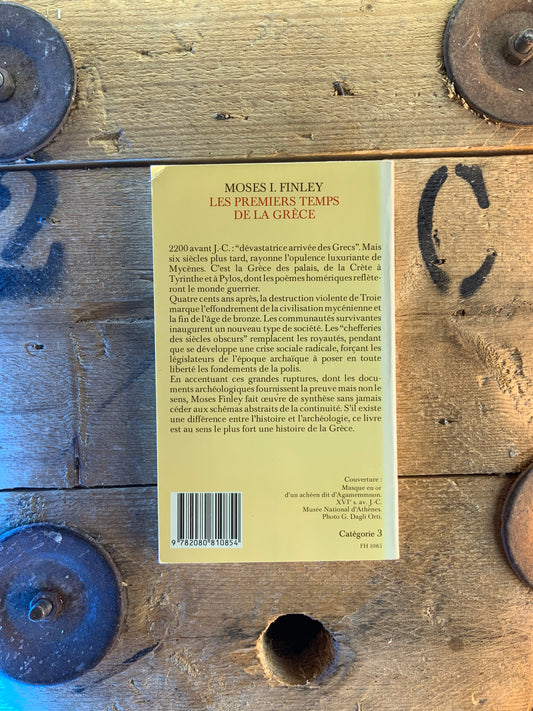 MOSES I. FINLEY
LES PREMIERS TEMPS
DE LA GRÈCE
2200 avant J.-C. : “dévastatrice arrivée des Grecs”. Mais
six siècles plus tard, rayonne l'opulence luxuriante de
Mycènes. C'est la Grèce des palais, de la Crète à
Tyrinthe et à Pylos, dont les poèmes homériques reflète-
ront le monde guerrier.
Quatre cents ans après, la destruction violente de Troie
marque l'effondrement de la civilisation mycénienne et
la fin de l'âge de bronze. Les communautés survivantes
inaugurent un nouveau type de société. Les “chefferies
des siècles obscurs” remplacent les royautés, pendant
que se développe une crise sociale radicale, forçant les
législateurs de l'époque archaïque à poser en toute
liberté les fondements de la polis.
En accentuant ces grandes ruptures, dont les docu-
ments archéologiques fournissent la preuve mais non le
sens, Moses Finley fait œuvre de synthèse sans jamais
céder aux schémas abstraits de la continuité. S'il existe
une différence entre l'histoire et l'archéologie, ce livre
est au sens le plus fort une histoire de la Grèce.
Couverture :
Masque en or
d'un achéen dit d'Agamemmnon.
XVIe s. av. J.-C.
Musée National d'Athènes.
Photo G. Dagli Orti.
Catégorie 3
FH 1085
9 782080 810854
2
C